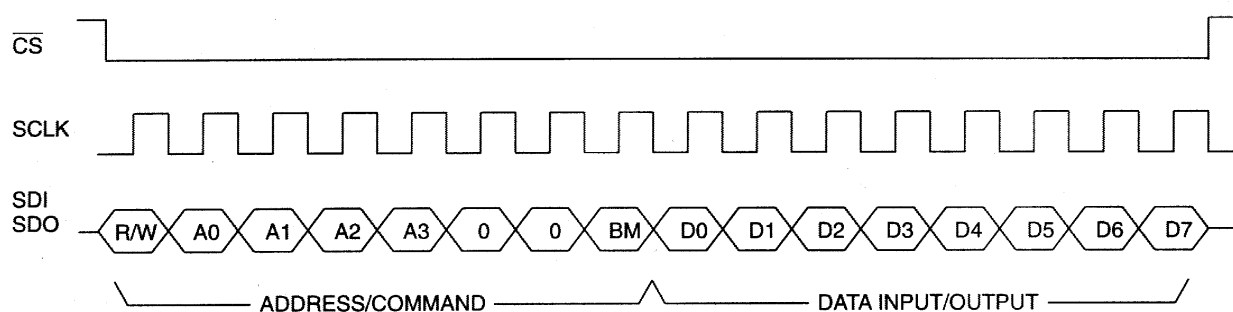 C̅S̅
SCLK
SDI
SDO
R/W A0 A1 A2 A3 0 0 BM D0 D1 D2 D3 D4 D5 D6 D7
ADDRESS/COMMAND DATA INPUT/OUTPUT